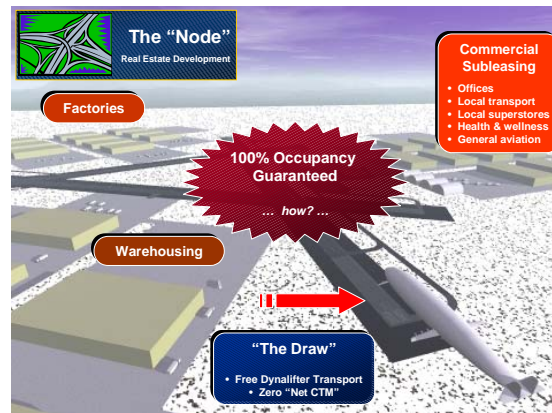 The “Node”
Real Estate Development
Commercial
Subleasing
• Offices
• Local transport
• Local superstores
• Health & wellness
• General aviation
Factories
100% Occupancy
Guaranteed
… how? …
Warehousing
“The Draw”
• Free Dynalifter Transport
• Zero “Net CTM”